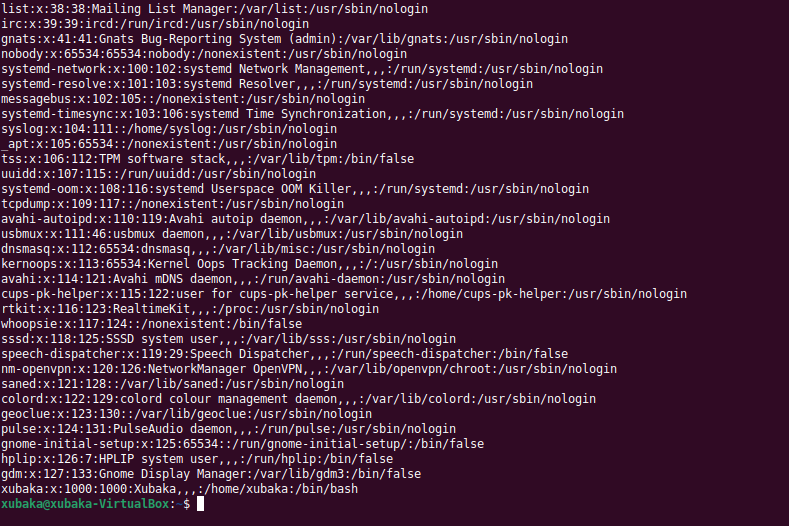 list:x:38:38:Mailing List Manager:/var/list:/usr/sbin/nologin
irc:x:39:39:ircd:/run/ircd:/usr/sbin/nologin
gnats:x:41:41:Gnats Bug-Reporting System (admin):/var/lib/gnats:/usr/sbin/nologin
nobody:x:65534:65534:nobody:/nonexistent:/usr/sbin/nologin
systemd-network:x:100:102:systemd Network Management,,,:/run/systemd:/usr/sbin/nologin
systemd-resolve:x:101:103:systemd Resolver,,,:/run/systemd:/usr/sbin/nologin
messagebus:x:102:105::/nonexistent:/usr/sbin/nologin
systemd-timesync:x:103:106:systemd Time Synchronization,,,:/run/systemd:/usr/sbin/nologin
syslog:x:104:111::/home/syslog:/usr/sbin/nologin
_apt:x:105:65534::/nonexistent:/usr/sbin/nologin
tss:x:106:112:TPM software stack,,,:/var/lib/tpm:/bin/false
uuidd:x:107:115::/run/uuidd:/usr/sbin/nologin
systemd-oom:x:108:116:systemd Userspace OOM Killer,,,:/run/systemd:/usr/sbin/nologin
tcpdump:x:109:117::/nonexistent:/usr/sbin/nologin
avahi-autoipd:x:110:119:Avahi autoip daemon,,,:/var/lib/avahi-autoipd:/usr/sbin/nologin
usbmux:x:111:46:usbmux daemon,,,:/var/lib/usbmux:/usr/sbin/nologin
dnsmasq:x:112:65534:dnsmasq,,,:/var/lib/misc:/usr/sbin/nologin
kernoops:x:113:65534:Kernel Oops Tracking Daemon,,,:/:/usr/sbin/nologin
avahi:x:114:121:Avahi mDNS daemon,,,:/run/avahi-daemon:/usr/sbin/nologin
cups-pk-helper:x:115:122:user for cups-pk-helper service,,,:/home/cups-pk-helper:/usr/sbin/nologin
rtkit:x:116:123:RealtimeKit,,,:/proc:/usr/sbin/nologin
whoopsie:x:117:124::/nonexistent:/bin/false
sssd:x:118:125:SSSD system user,,,:/var/lib/sss:/usr/sbin/nologin
speech-dispatcher:x:119:29:Speech Dispatcher,,,:/run/speech-dispatcher:/bin/false
nm-openvpn:x:120:126:NetworkManager OpenVPN,,,:/var/lib/openvpn/chroot:/usr/sbin/nologin
saned:x:121:128::/var/lib/saned:/usr/sbin/nologin
colord:x:122:129:colord colour management daemon,,,:/var/lib/colord:/usr/sbin/nologin
geoclue:x:123:130::/var/lib/geoclue:/usr/sbin/nologin
pulse:x:124:131:PulseAudio daemon,,,:/run/pulse:/usr/sbin/nologin
gnome-initial-setup:x:125:65534::/run/gnome-initial-setup/:/bin/false
hplip:x:126:7:HPLIP system user,,,:/run/hplip:/bin/false
gdm:x:127:133:Gnome Display Manager:/var/lib/gdm3:/bin/false
xubaka:x:1000:1000:Xubaka,,,:/home/xubaka:/bin/bash
xubaka@xubaka-VirtualBox:~$